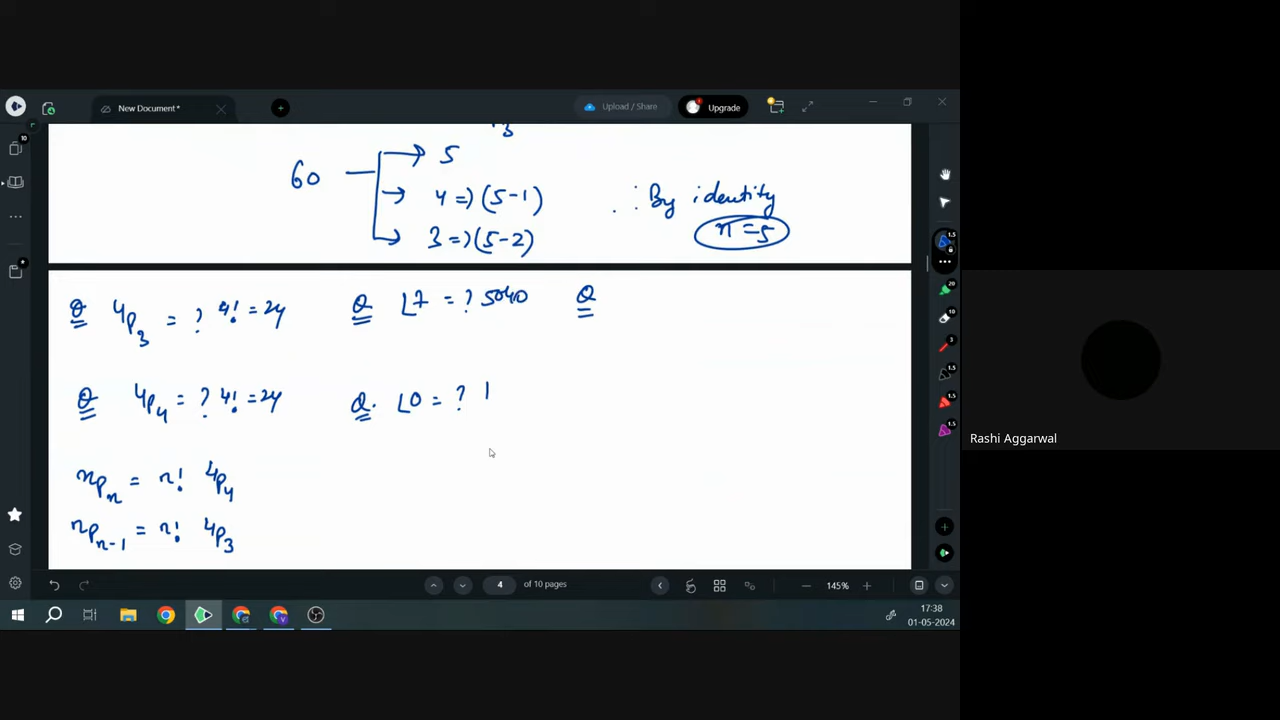 New Document*
Upload / Share
Upgrade
60 → 5
→ 4 => (5-1)
→ 3 => (5-2)
∴ By identity
n = 5
Q 4P3 = ? 4! = 24
Q ∟7 = ? 5040
Q
Q 4P4 = ? 4! = 24
Q. ∟0 = ? 1
nPn = n! 4P4
nPn-1 = n! 4P3
Rashi Aggarwal
4 of 10 pages
145%
17:38
01-05-2024